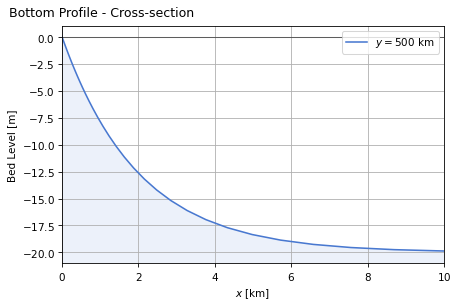 Bottom Profile - Cross-section
y = 500 km
0.0
−2.5
−5.0
−7.5
−10.0
−12.5
−15.0
−17.5
−20.0
Bed Level [m]
0 2 4 6 8 10
x [km]